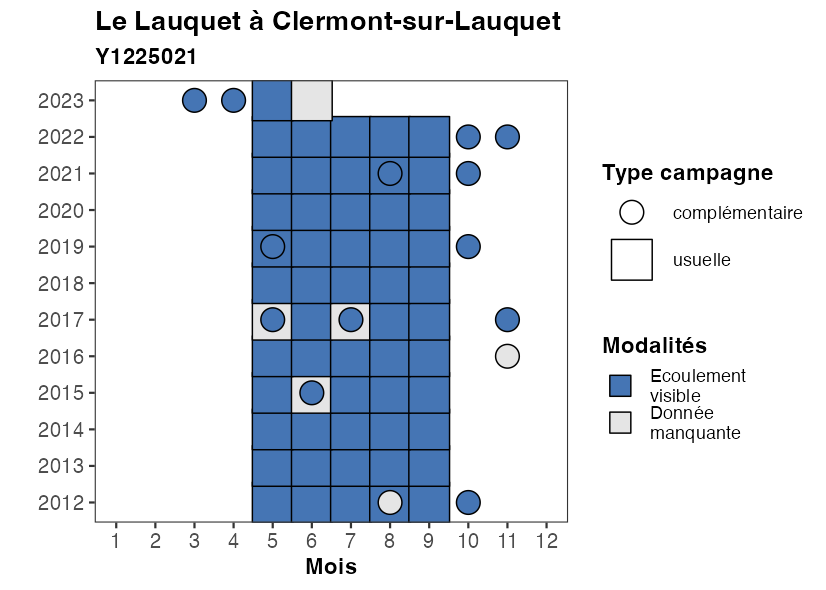 Le Lauquet à Clermont-sur-Lauquet
Y1225021
2023
2022
2021
2020
2019
2018
2017
2016
2015
2014
2013
2012
1 2 3 4 5 6 7 8 9 10 11 12
Mois
Type campagne
complémentaire
usuelle
Modalités
Ecoulement
visible
Donnée
manquante